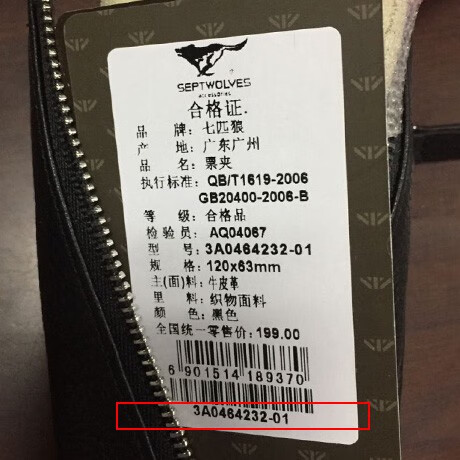 SEPTWOLVES
合格证.
品 牌: 七匹狼
产 地: 广东广州
品 名: 票夹
执行标准: QB/T1619-2006
GB20400-2006-B
等 级: 合格品
检验员: AQ04067
型 号: 3A0464232-01
规 格: 120x63mm
主(面)料: 牛皮革
里 料: 织物面料
颜 色: 黑色
全国统一零售价: 199.00
6 901514 189370
3A0464232-01